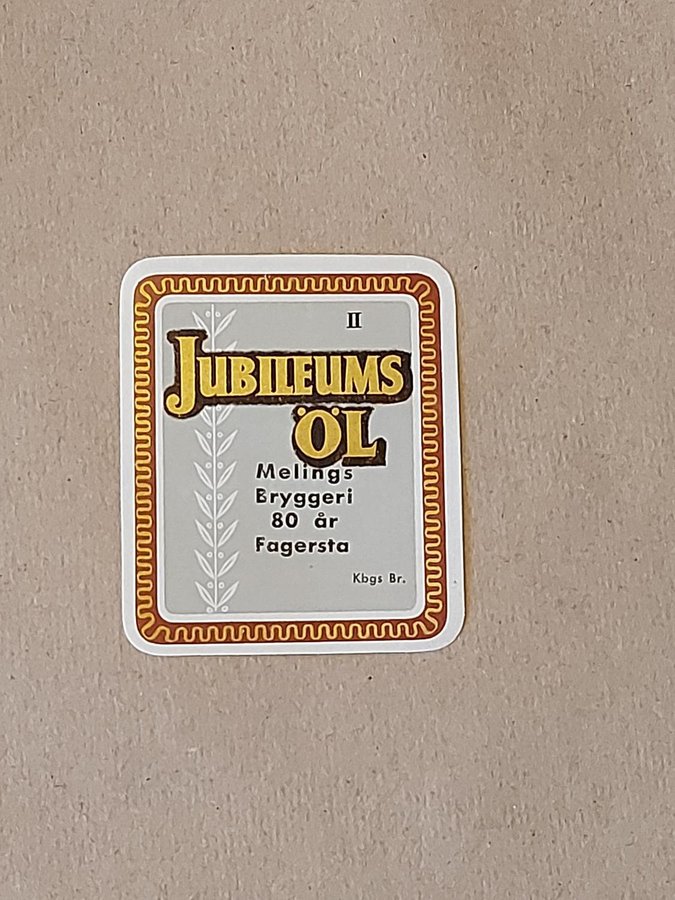 II
JUBILEUMS
ÖL
Melings
Bryggeri
80 år
Fagersta
Kbgs Br.